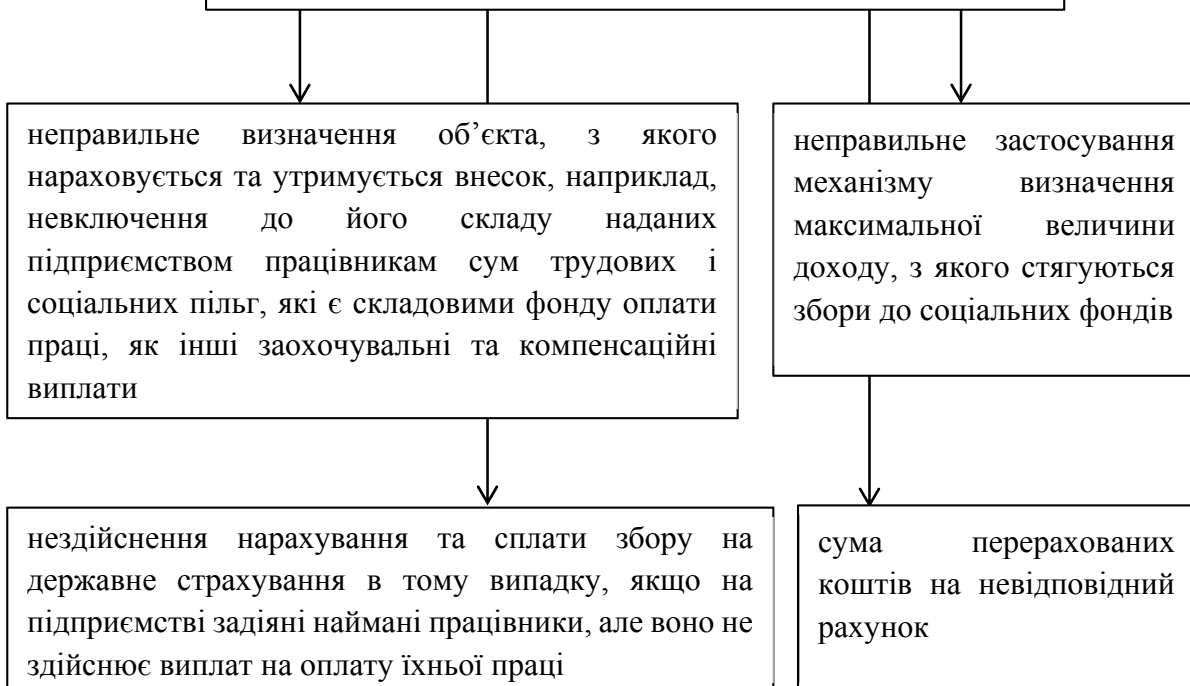 неправильне визначення об’єкта, з якого
нараховується та утримується внесок, наприклад,
невключення до його складу наданих
підприємством працівникам сум трудових і
соціальних пільг, які є складовими фонду оплати
праці, як інші заохочувальні та компенсаційні
виплати
неправильне застосування
механізму визначення
максимальної величини
доходу, з якого стягуються
збори до соціальних фондів
нездійснення нарахування та сплати збору на
державне страхування в тому випадку, якщо на
підприємстві задіяні наймані працівники, але воно не
здійснює виплат на оплату їхньої праці
сума перерахованих
коштів на невідповідний
рахунок